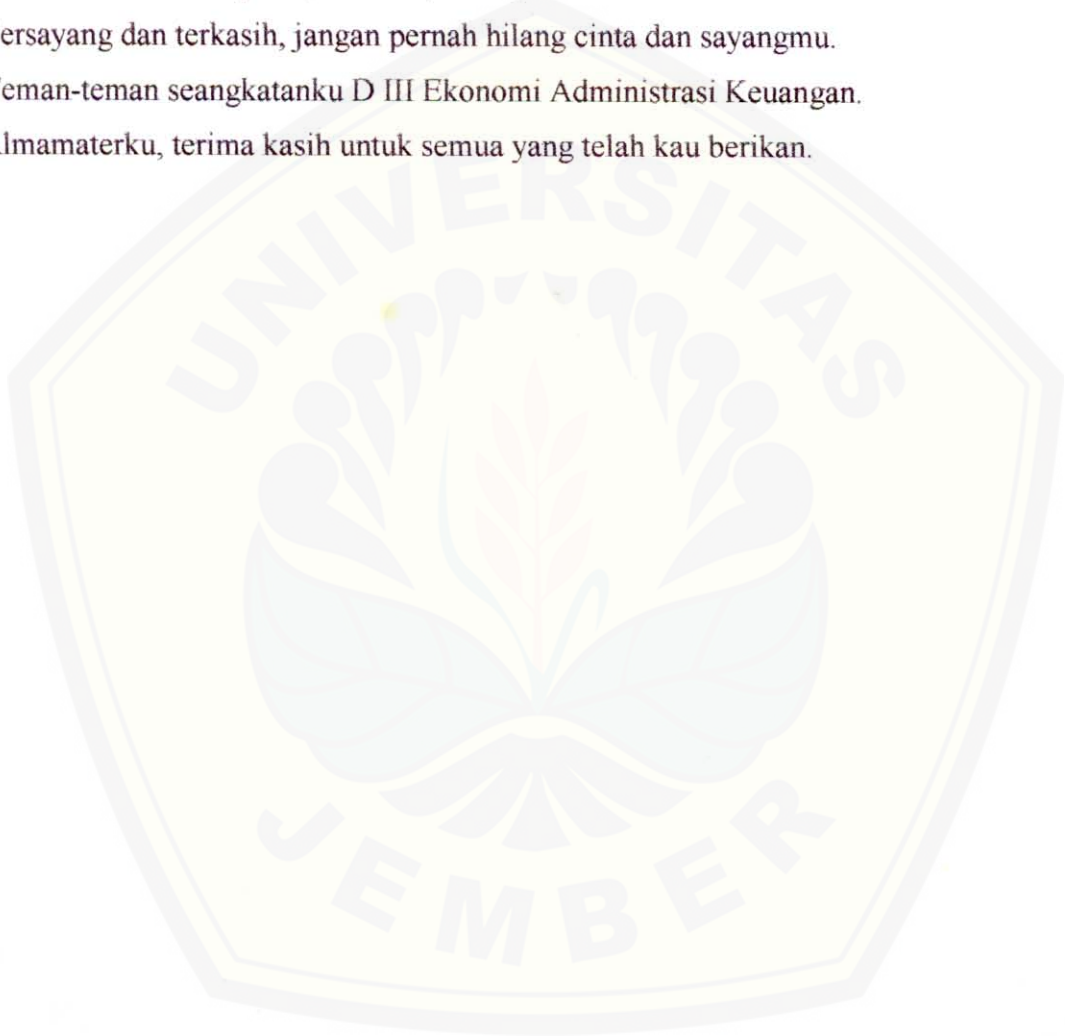 ersayang dan terkasih, jangan pernah hilang cinta dan sayangmu.
eman-teman seangkatanku D III Ekonomi Administrasi Keuangan.
lmamaterku, terima kasih untuk semua yang telah kau berikan.
UNIVERSITAS
JEMBER